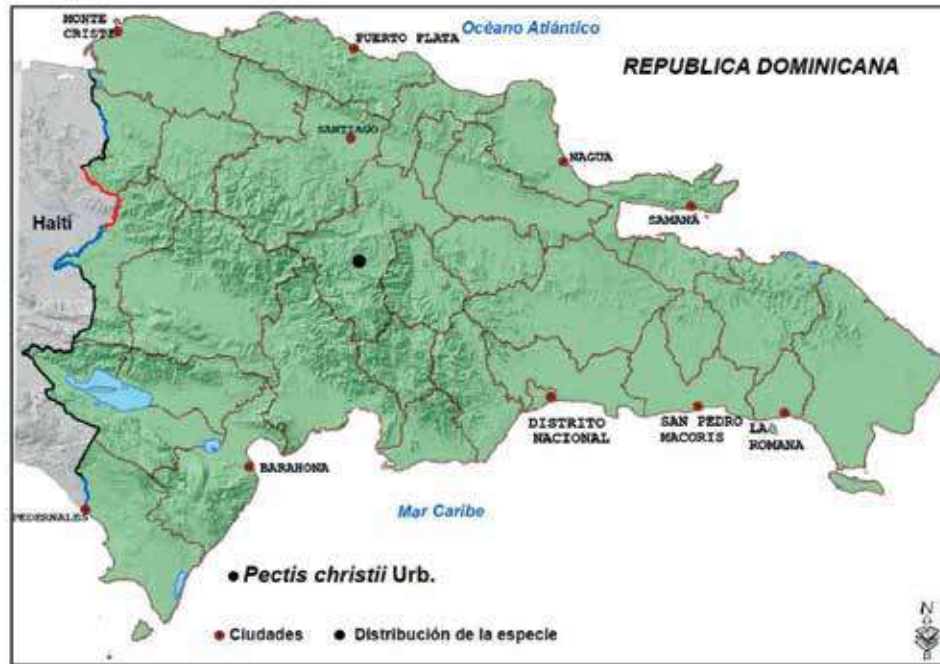 MONTE
CRISTI
Océano Atlántico
PUERTO PLATA
REPUBLICA DOMINICANA
SANTIAGO
NAGUA
SAMANÁ
Haití
DISTRITO
NACIONAL
SAN PEDRO
MACORIS
LA
ROMANA
BARAHONA
PEDERNALES
Mar Caribe
Pectis christii Urb.
Ciudades
Distribución de la especie
N